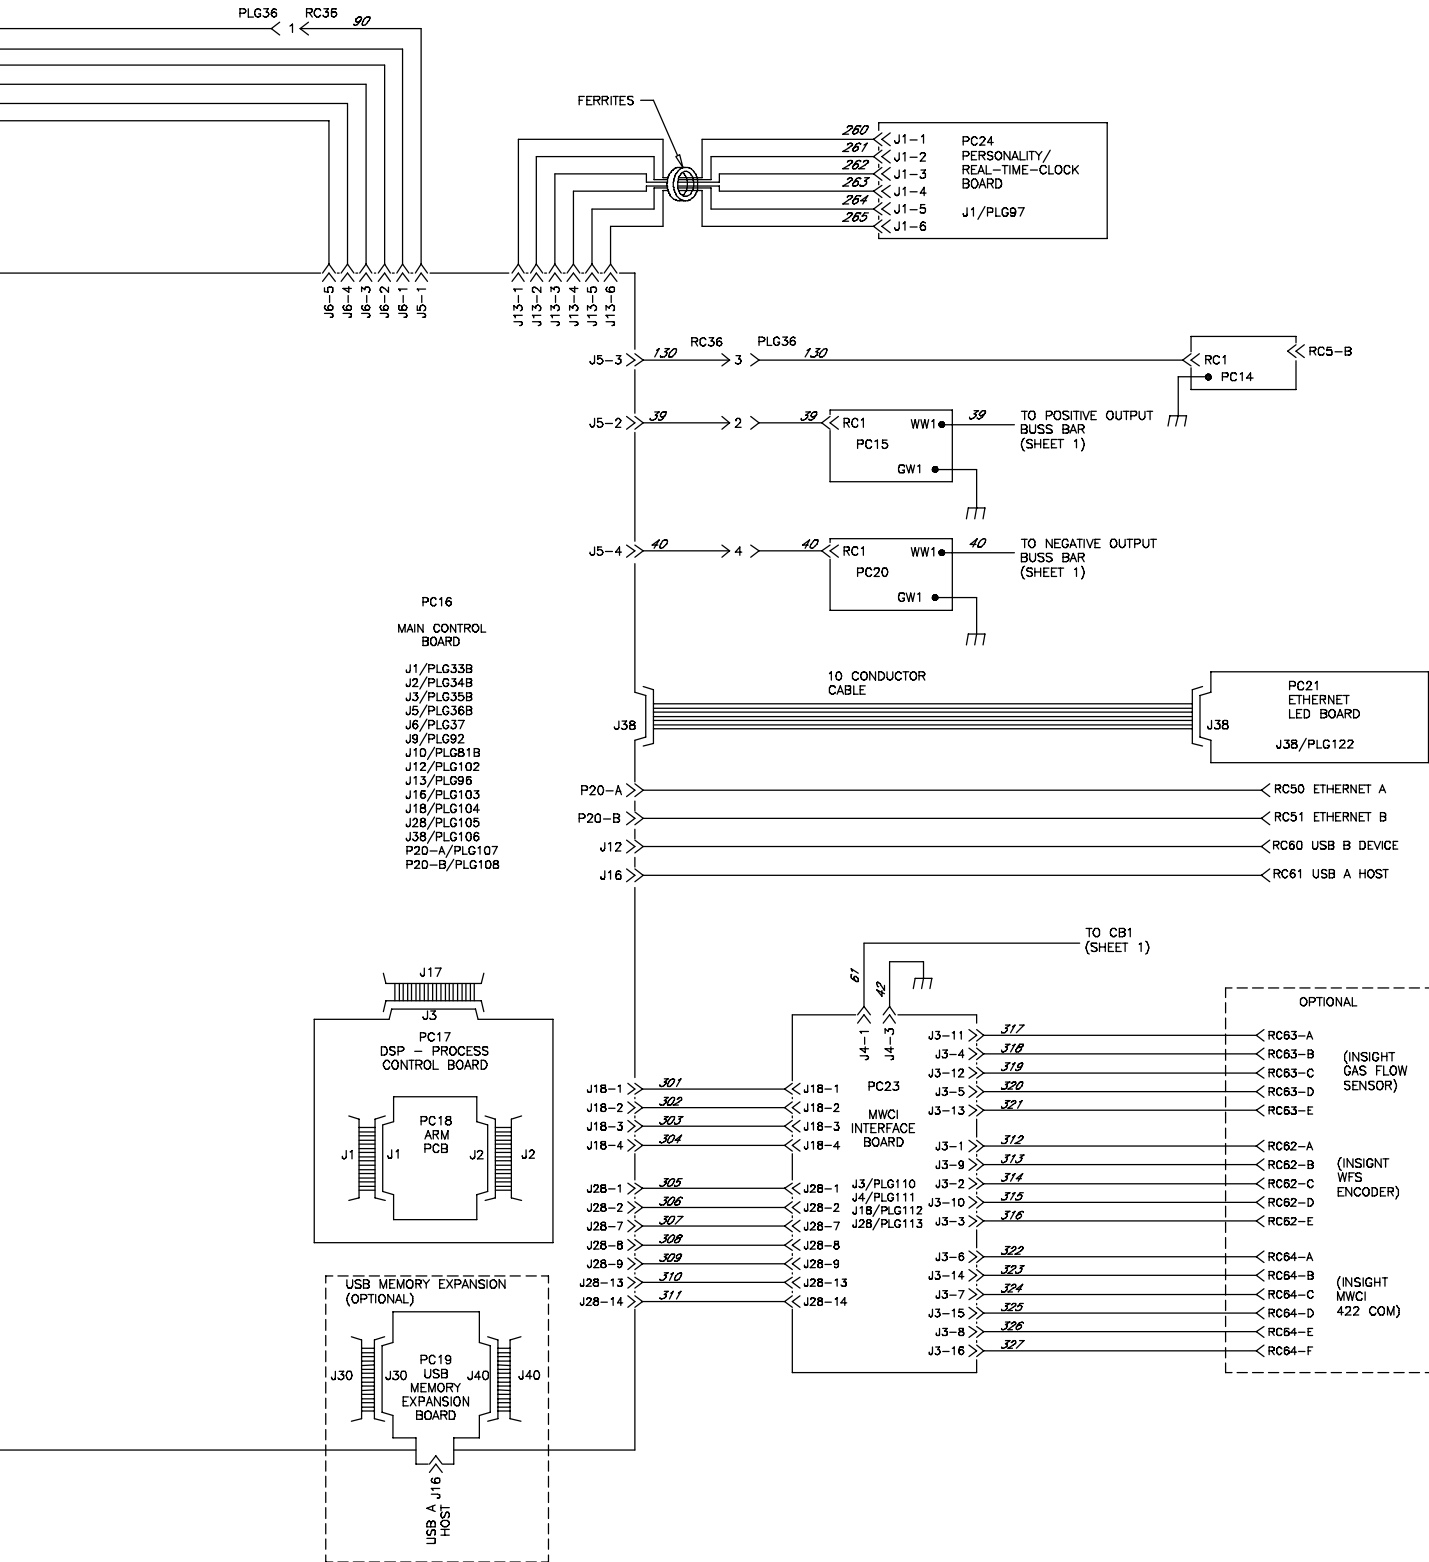 PLG36 1 RC36 90
FERRITES
260 J1-1
261 J1-2
262 J1-3
263 J1-4
264 J1-5
265 J1-6
PC24
PERSONALITY/
REAL-TIME-CLOCK
BOARD
J1/PLG97
J6-5
J6-4
J6-3
J6-2
J6-1
J5-1
J13-1
J13-2
J13-3
J13-4
J13-5
J13-6
J5-3 130 RC36 3 PLG36 130 RC1
PC14
RC5-B
J5-2 39 2 39 RC1 WW1 39
PC15
GW1
TO POSITIVE OUTPUT
BUSS BAR
(SHEET 1)
J5-4 40 4 40 RC1 WW1 40
PC20
GW1
TO NEGATIVE OUTPUT
BUSS BAR
(SHEET 1)
PC16
MAIN CONTROL
BOARD
J1/PLG33B
J2/PLG34B
J3/PLG35B
J5/PLG36B
J6/PLG37
J9/PLG92
J10/PLG81B
J12/PLG102
J13/PLG96
J16/PLG103
J18/PLG104
J28/PLG105
J38/PLG106
P20-A/PLG107
P20-B/PLG108
10 CONDUCTOR
CABLE
J38
J38
PC21
ETHERNET
LED BOARD
J38/PLG122
P20-A RC50 ETHERNET A
P20-B RC51 ETHERNET B
J12 RC60 USB B DEVICE
J16 RC61 USB A HOST
TO CB1
(SHEET 1)
61
42
J4-1
J4-3
J17
J3
PC17
DSP - PROCESS
CONTROL BOARD
PC18
ARM
PCB
J1 J1 J2 J2
J18-1 301 J18-1
J18-2 302 J18-2
J18-3 303 J18-3
J18-4 304 J18-4
J28-1 305 J28-1
J28-2 306 J28-2
J28-7 307 J28-7
J28-8 308 J28-8
J28-9 309 J28-9
J28-13 310 J28-13
J28-14 311 J28-14
PC23
MWCI
INTERFACE
BOARD
J3/PLG110
J4/PLG111
J18/PLG112
J28/PLG113
OPTIONAL
J3-11 317 RC63-A
J3-4 318 RC63-B
J3-12 319 RC63-C
J3-5 320 RC63-D
J3-13 321 RC63-E
(INSIGHT
GAS FLOW
SENSOR)
J3-1 312 RC62-A
J3-9 313 RC62-B
J3-2 314 RC62-C
J3-10 315 RC62-D
J3-3 316 RC62-E
(INSIGNT
WFS
ENCODER)
J3-6 322 RC64-A
J3-14 323 RC64-B
J3-7 324 RC64-C
J3-15 325 RC64-D
J3-8 326 RC64-E
J3-16 327 RC64-F
(INSIGHT
MWCI
422 COM)
USB MEMORY EXPANSION
(OPTIONAL)
PC19
USB
MEMORY
EXPANSION
BOARD
J30 J30 J40 J40
USB A J16
HOST